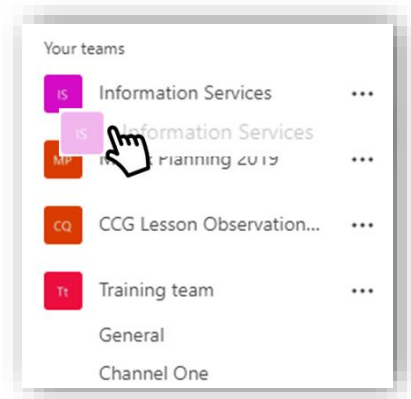 Your teams
IS Information Services ...
IS Information Services
MP Planning 2019 ...
CQ CCG Lesson Observation... ...
Tt Training team ...
General
Channel One